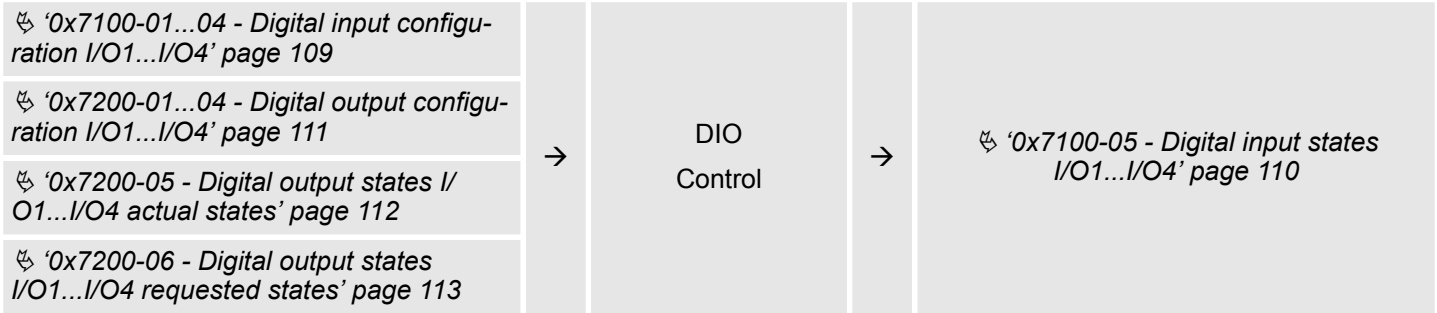 ↳ ‘0x7100-01...04 - Digital input configu-
ration I/O1...I/O4’ page 109
↳ ‘0x7200-01...04 - Digital output configu-
ration I/O1...I/O4’ page 111
↳ ‘0x7200-05 - Digital output states I/
O1...I/O4 actual states’ page 112
↳ ‘0x7200-06 - Digital output states
I/O1...I/O4 requested states’ page 113
→
DIO
Control
→
↳ ‘0x7100-05 - Digital input states
I/O1...I/O4’ page 110